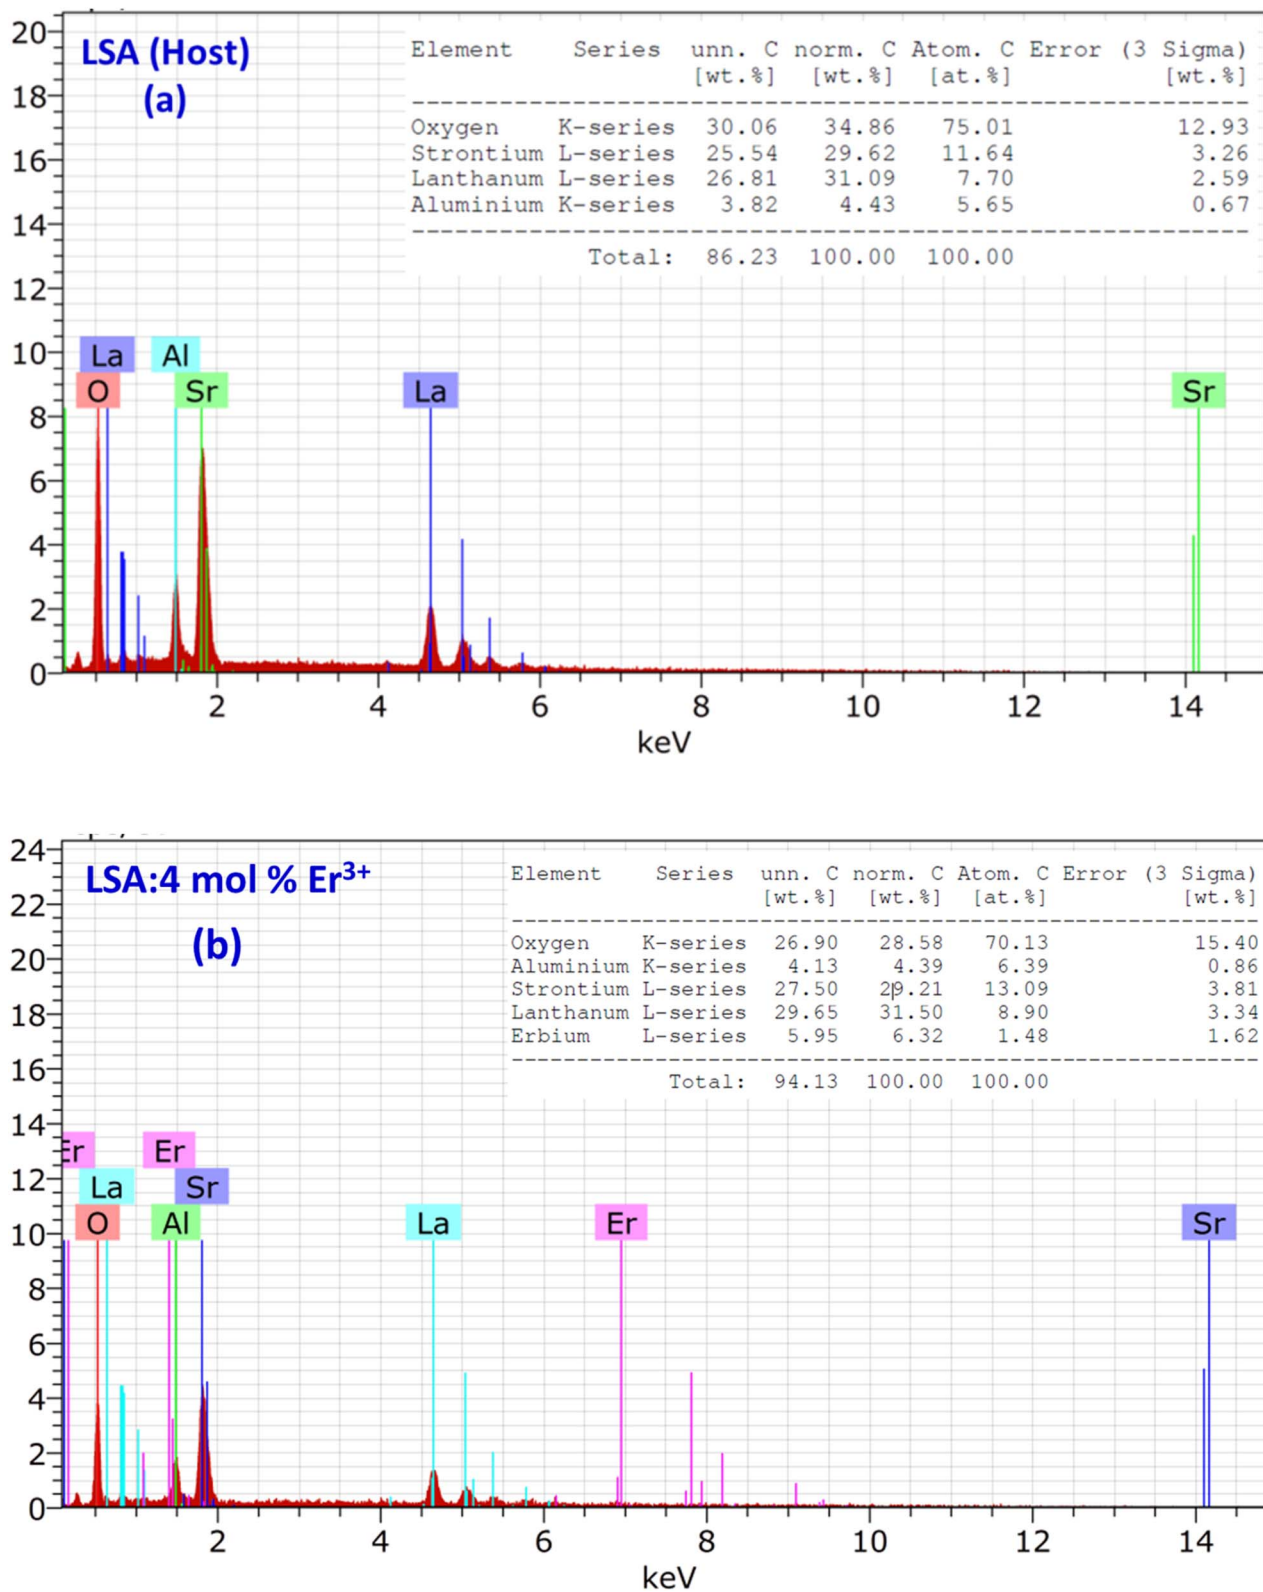 LSA (Host)
(a)
Element Series unn. C norm. C Atom. C Error (3 Sigma)
[wt.%] [wt.%] [at.%] [wt.%]
Oxygen K-series 30.06 34.86 75.01 12.93
Strontium L-series 25.54 29.62 11.64 3.26
Lanthanum L-series 26.81 31.09 7.70 2.59
Aluminium K-series 3.82 4.43 5.65 0.67
Total: 86.23 100.00 100.00
20
18
16
14
12
10
8
6
4
2
0
La Al
O Sr La Sr
2 4 6 8 10 12 14
keV
LSA:4 mol % Er3+
(b)
Element Series unn. C norm. C Atom. C Error (3 Sigma)
[wt.%] [wt.%] [at.%] [wt.%]
Oxygen K-series 26.90 28.58 70.13 15.40
Aluminium K-series 4.13 4.39 6.39 0.86
Strontium L-series 27.50 29.21 13.09 3.81
Lanthanum L-series 29.65 31.50 8.90 3.34
Erbium L-series 5.95 6.32 1.48 1.62
Total: 94.13 100.00 100.00
24
22
20
18
16
14
12
10
8
6
4
2
0
Er Er
La Sr
O Al La Er Sr
2 4 6 8 10 12 14
keV